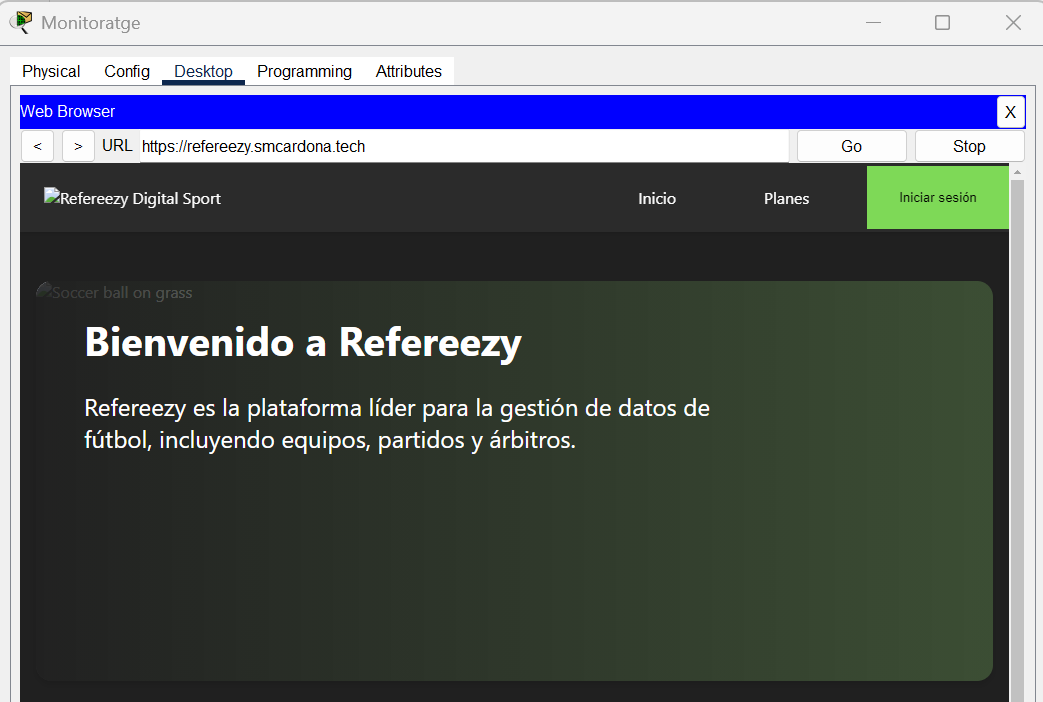 Monitoratge
Physical Config Desktop Programming Attributes
Web Browser X
< > URL https://refereezy.smcardona.tech Go Stop
Refereezy Digital Sport Inicio Planes Iniciar sesión
Soccer ball on grass
Bienvenido a Refereezy
Refereezy es la plataforma líder para la gestión de datos de
fútbol, incluyendo equipos, partidos y árbitros.